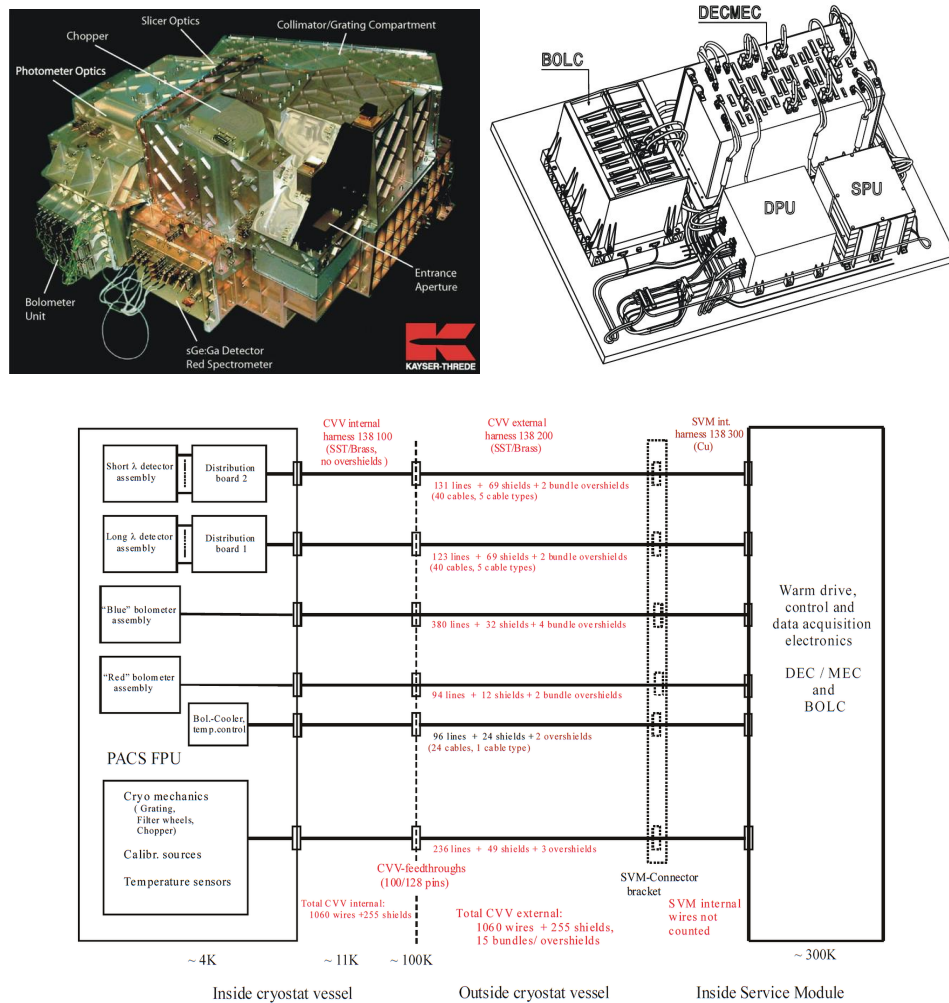 Slicer Optics
Collimator/Grating Compartment
Chopper
Photometer Optics
Entrance
Aperture
Bolometer
Unit
sGe:Ga Detector
Red Spectrometer
KAYSER-THREDE
DECMEC
BOLC
DPU
SPU
CVV internal
harness 138 100
(SST/Brass,
no overshields )
CVV external
harness 138 200
(SST/Brass)
SVM int.
harness 138 300
(Cu)
Short λ detector
assembly
Distribution
board 2
131 lines + 69 shields + 2 bundle overshields
(40 cables, 5 cable types)
Long λ detector
assembly
Distribution
board 1
123 lines + 69 shields + 2 bundle overshields
(40 cables, 5 cable types)
"Blue" bolometer
assembly
380 lines + 32 shields + 4 bundle overshields
"Red" bolometer
assembly
94 lines + 12 shields + 2 bundle overshields
Bol.-Cooler,
temp.control
96 lines + 24 shields + 2 overshields
(24 cables, 1 cable type)
PACS FPU
Cryo mechanics
( Grating,
Filter wheels,
Chopper)
Calibr. sources
Temperature sensors
236 lines + 49 shields + 3 overshields
Warm drive,
control and
data acquisition
electronics
DEC / MEC
and
BOLC
CVV-feedthroughs
(100/128 pins)
SVM-Connector
bracket
Total CVV internal:
1060 wires +255 shields
Total CVV external:
1060 wires + 255 shields,
15 bundles/ overshields
SVM internal
wires not
counted
~ 4K
~ 11K
~ 100K
~ 300K
Inside cryostat vessel
Outside cryostat vessel
Inside Service Module